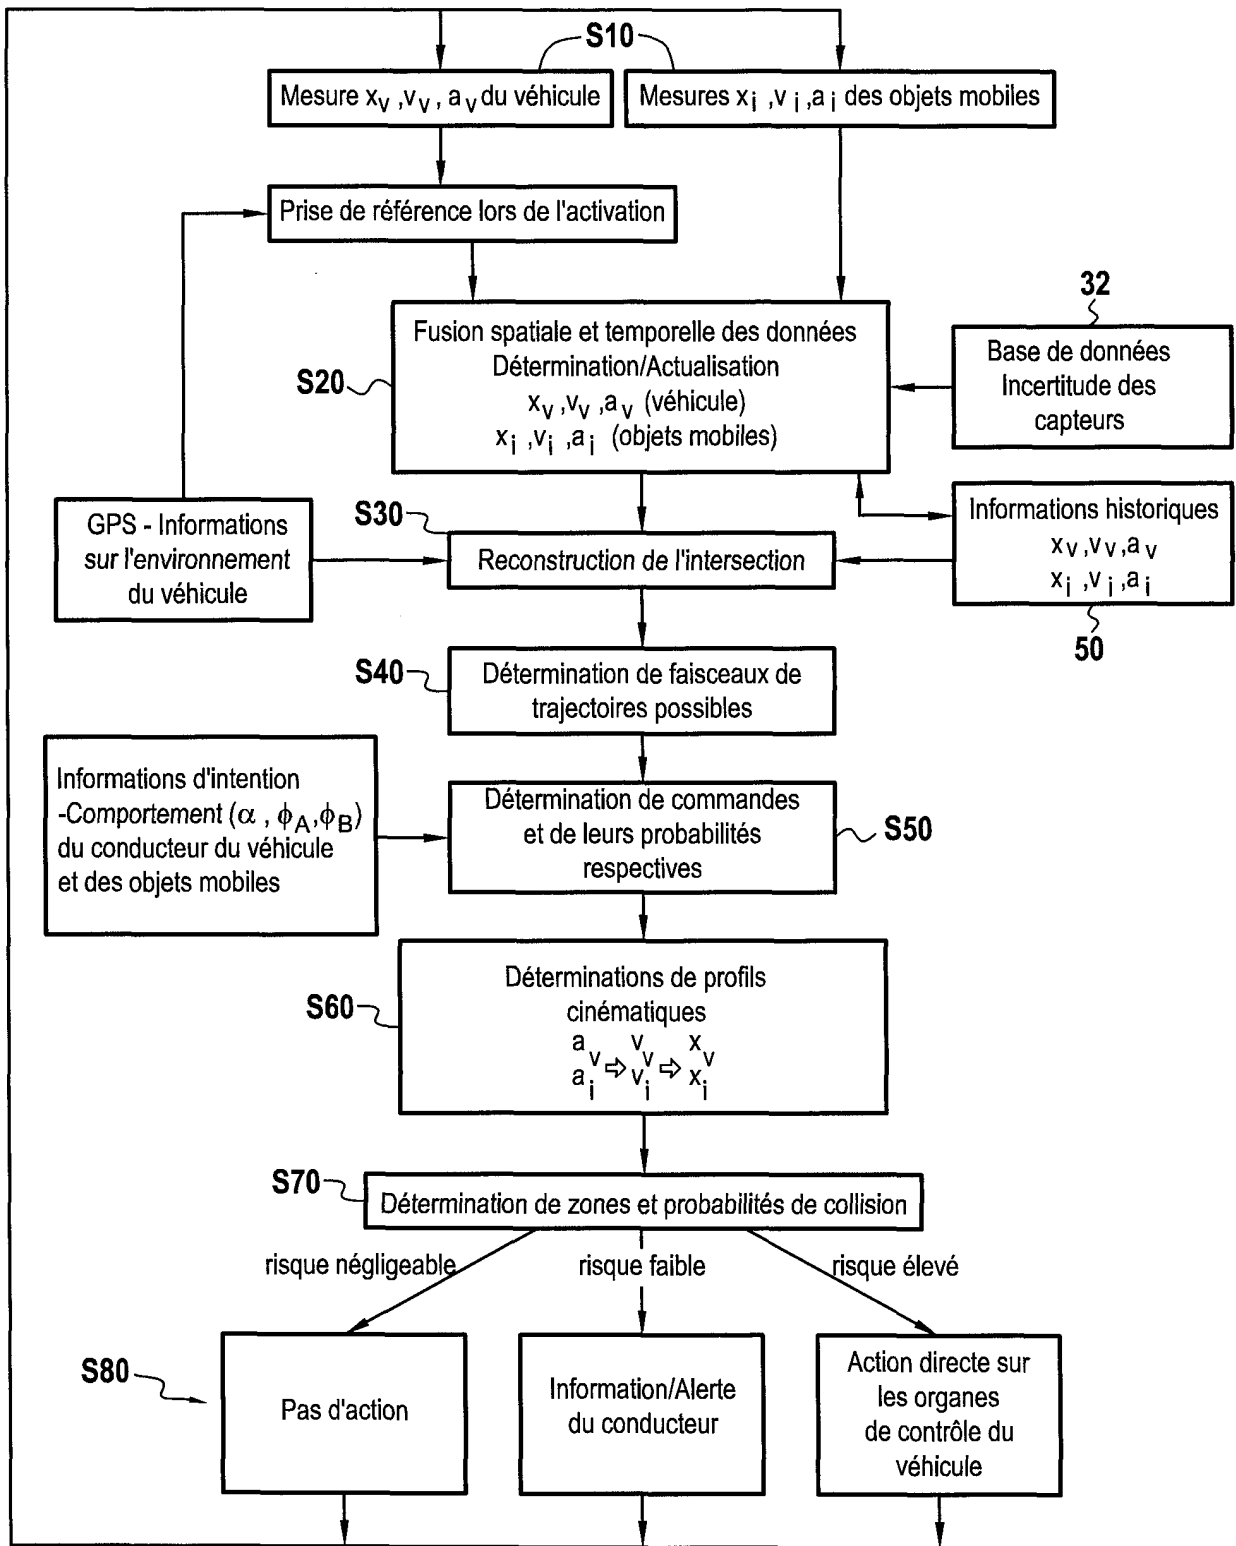 S10
Mesure xv ,vv , av du véhicule
Mesures xi ,vi ,ai des objets mobiles
Prise de référence lors de l'activation
32
Fusion spatiale et temporelle des données
Détermination/Actualisation
xv ,vv ,av (véhicule)
xi ,vi ,ai (objets mobiles)
S20
Base de données
Incertitude des
capteurs
GPS - Informations
sur l'environnement
du véhicule
S30
Reconstruction de l'intersection
Informations historiques
xv,vv,av
xi ,vi ,ai
50
S40
Détermination de faisceaux de
trajectoires possibles
Informations d'intention
-Comportement (α , ϕA,ϕB)
du conducteur du véhicule
et des objets mobiles
Détermination de commandes
et de leurs probabilités
respectives
S50
S60
Déterminations de profils
cinématiques
av ⇨ vv ⇨ xv
ai vi xi
S70
Détermination de zones et probabilités de collision
risque négligeable
risque faible
risque élevé
S80
Pas d'action
Information/Alerte
du conducteur
Action directe sur
les organes
de contrôle du
véhicule